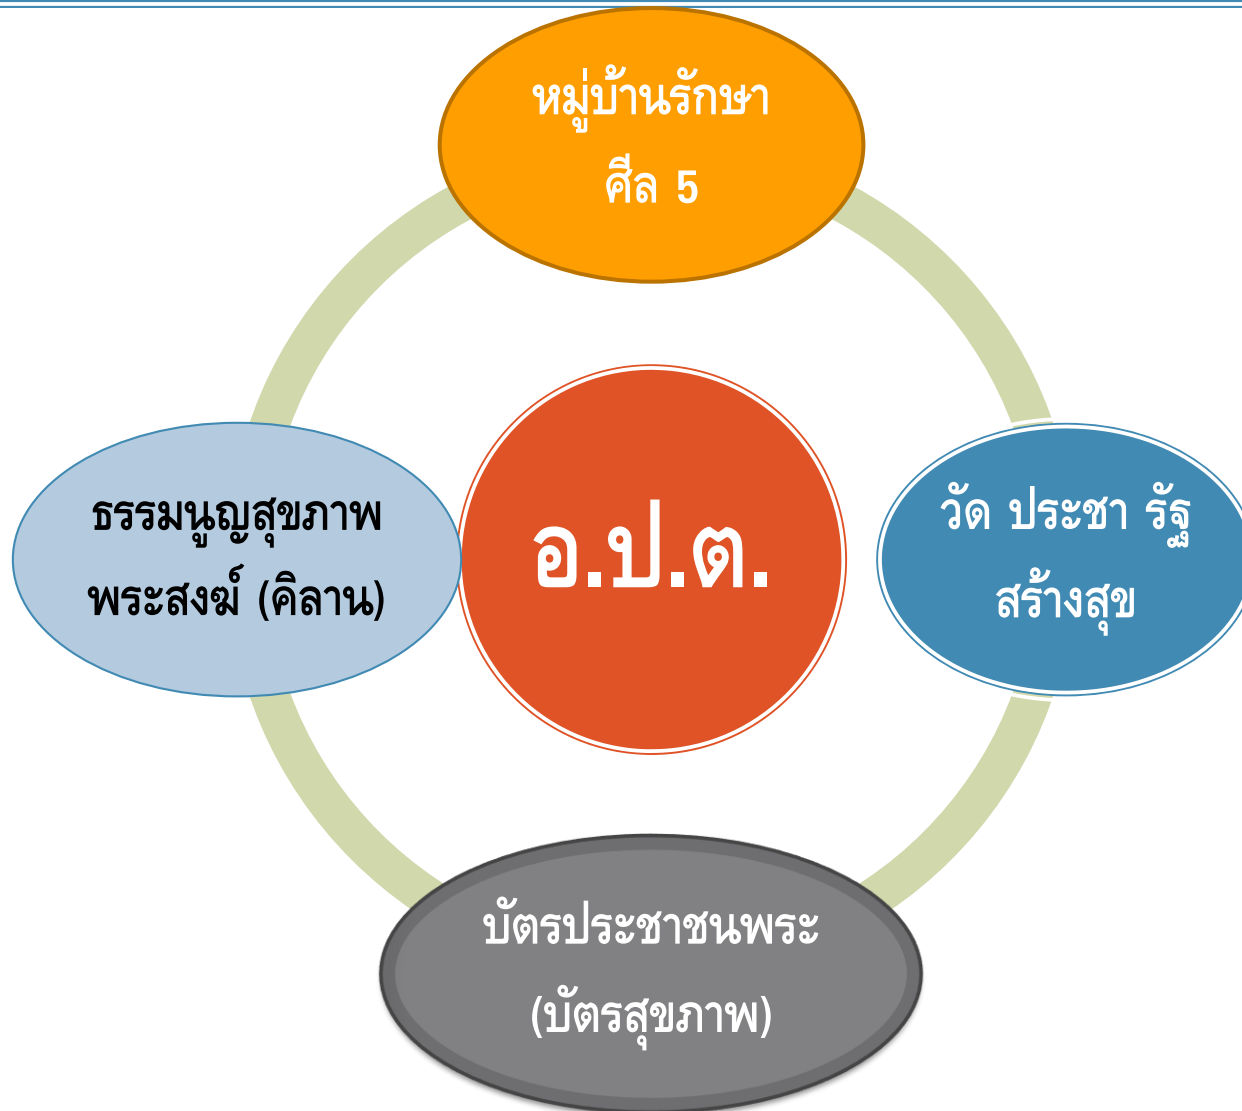 หมู่บ้านรักษา
ศีล 5
ธรรมนูญสุขภาพ
พระสงฆ์ (คิลาน)
อ.ป.ต.
วัด ประชา รัฐ
สร้างสุข
บัตรประชาชนพระ
(บัตรสุขภาพ)